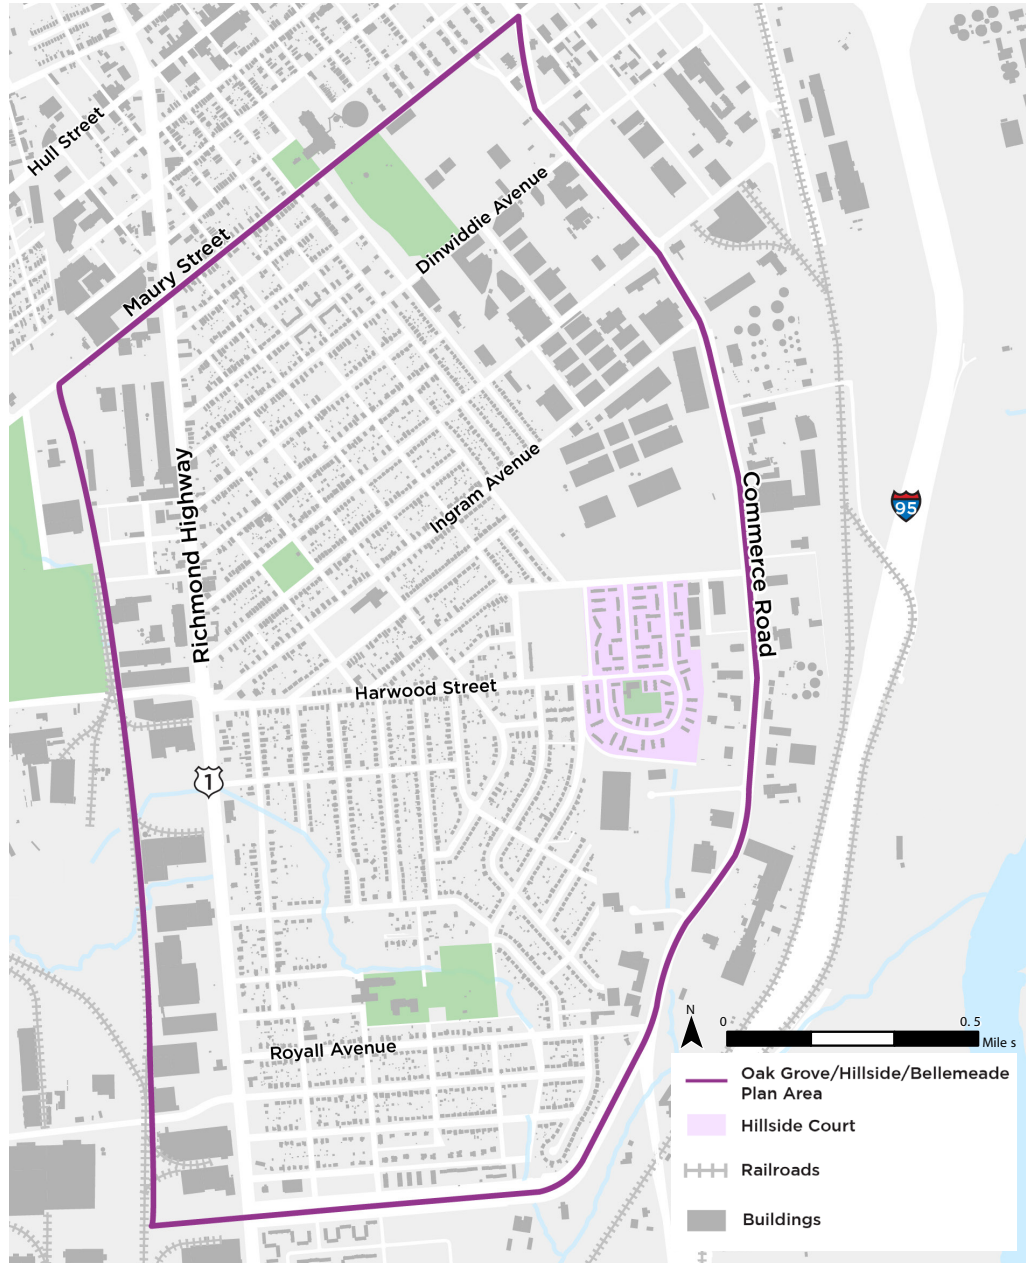 Hull Street
Maury Street
Dinwiddie Avenue
Richmond Highway
Ingram Avenue
Commerce Road
95
Harwood Street
1
Royall Avenue
N
0
0. 5
Mile s
Oak Grove/Hillside/Bellemeade
Plan Area
Hillside Court
Railroads
Buildings